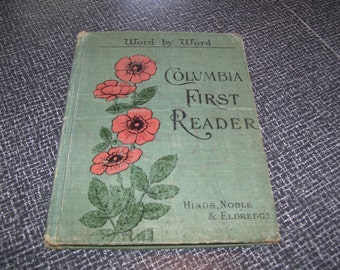 Word by Word
COLUMBIA
FIRST
READER
HINDS, NOBLE
& ELDREDGE